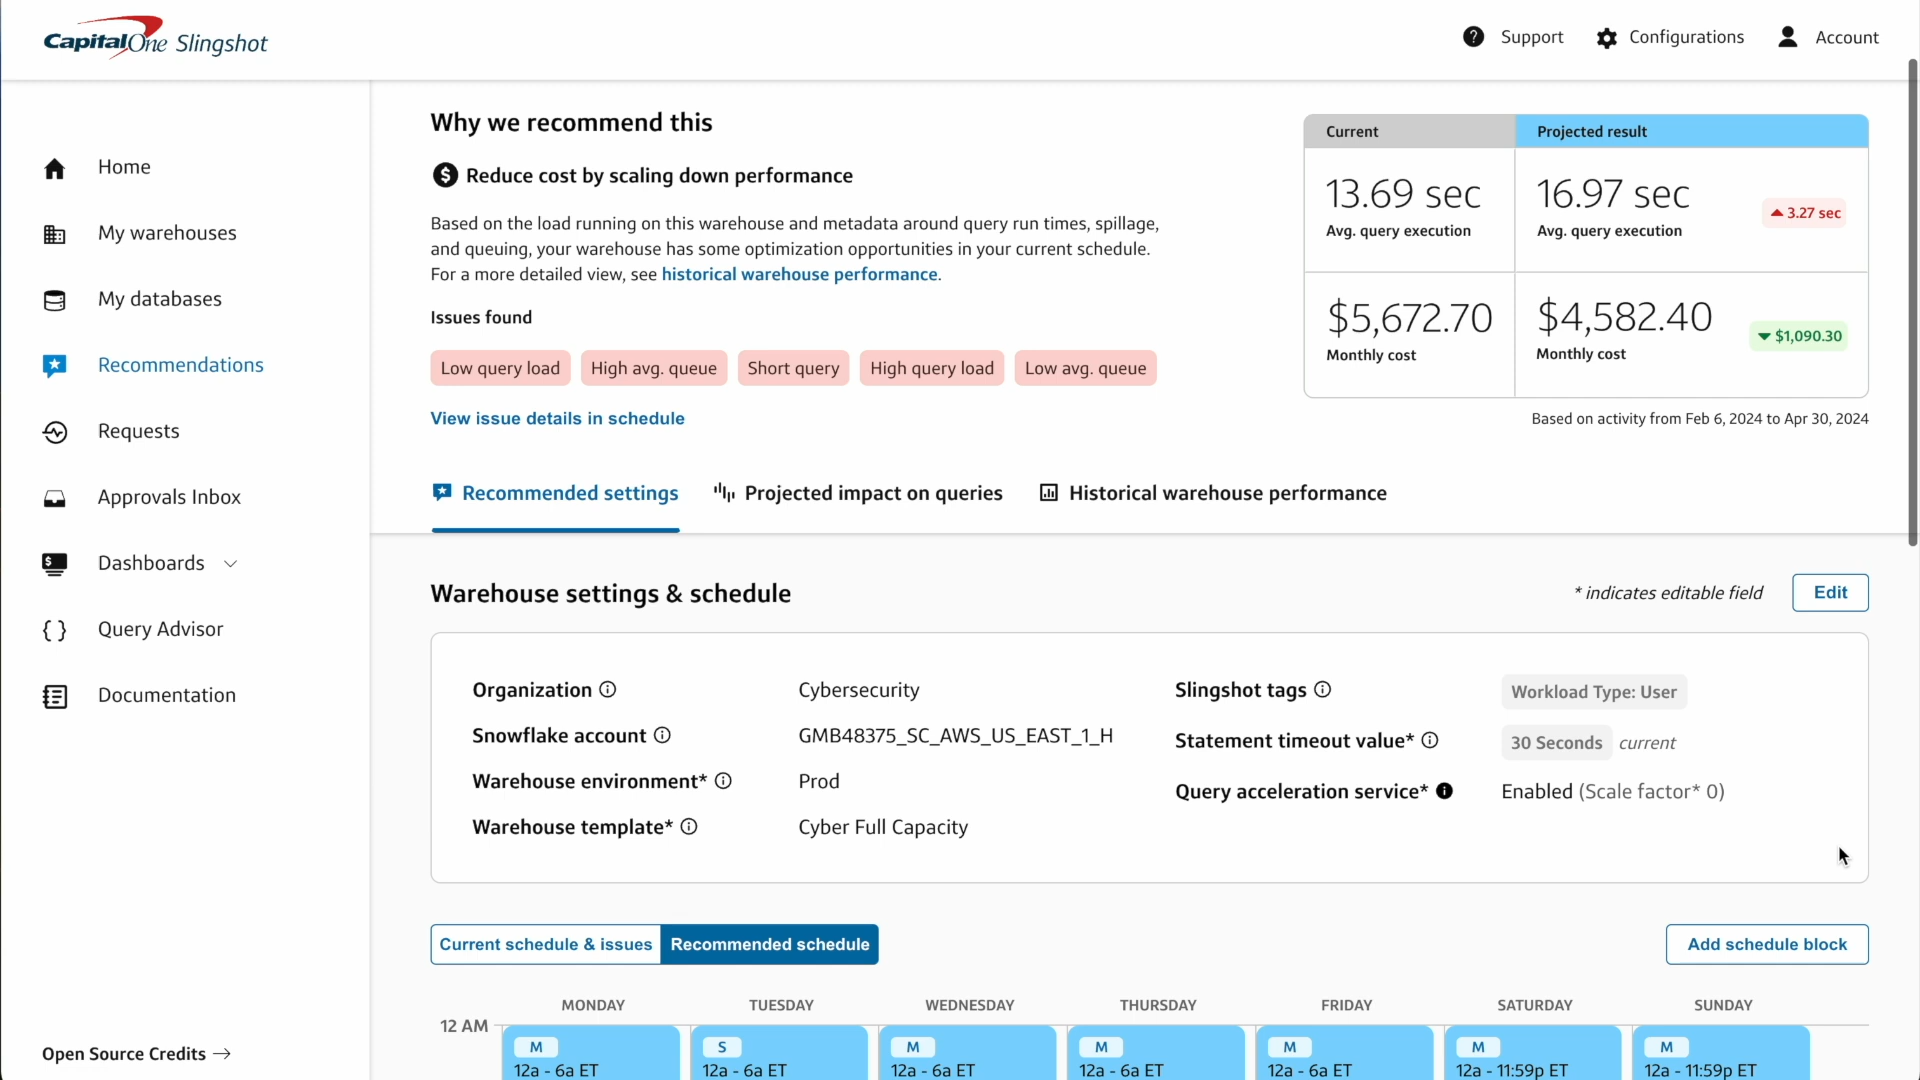 CapitalOne Slingshot
Support
Configurations
Account
Home
My warehouses
My databases
Recommendations
Requests
Approvals Inbox
Dashboards
Query Advisor
Documentation
Open Source Credits →
Why we recommend this
Reduce cost by scaling down performance
Based on the load running on this warehouse and metadata around query run times, spillage,
and queuing, your warehouse has some optimization opportunities in your current schedule.
For a more detailed view, see historical warehouse performance.
Issues found
Low query load
High avg. queue
Short query
High query load
Low avg. queue
View issue details in schedule
Current
Projected result
13.69 sec
Avg. query execution
16.97 sec
Avg. query execution
3.27 sec
$5,672.70
Monthly cost
$4,582.40
Monthly cost
$1,090.30
Based on activity from Feb 6, 2024 to Apr 30, 2024
Recommended settings
Projected impact on queries
Historical warehouse performance
Warehouse settings & schedule
* indicates editable field
Edit
Organization
Cybersecurity
Snowflake account
GMB48375_SC_AWS_US_EAST_1_H
Warehouse environment*
Prod
Warehouse template*
Cyber Full Capacity
Slingshot tags
Workload Type: User
Statement timeout value*
30 Seconds current
Query acceleration service*
Enabled (Scale factor* 0)
Current schedule & issues
Recommended schedule
Add schedule block
MONDAY
TUESDAY
WEDNESDAY
THURSDAY
FRIDAY
SATURDAY
SUNDAY
12 AM
M
12a - 6a ET
S
12a - 6a ET
M
12a - 6a ET
M
12a - 6a ET
M
12a - 6a ET
M
12a - 11:59p ET
M
12a - 11:59p ET